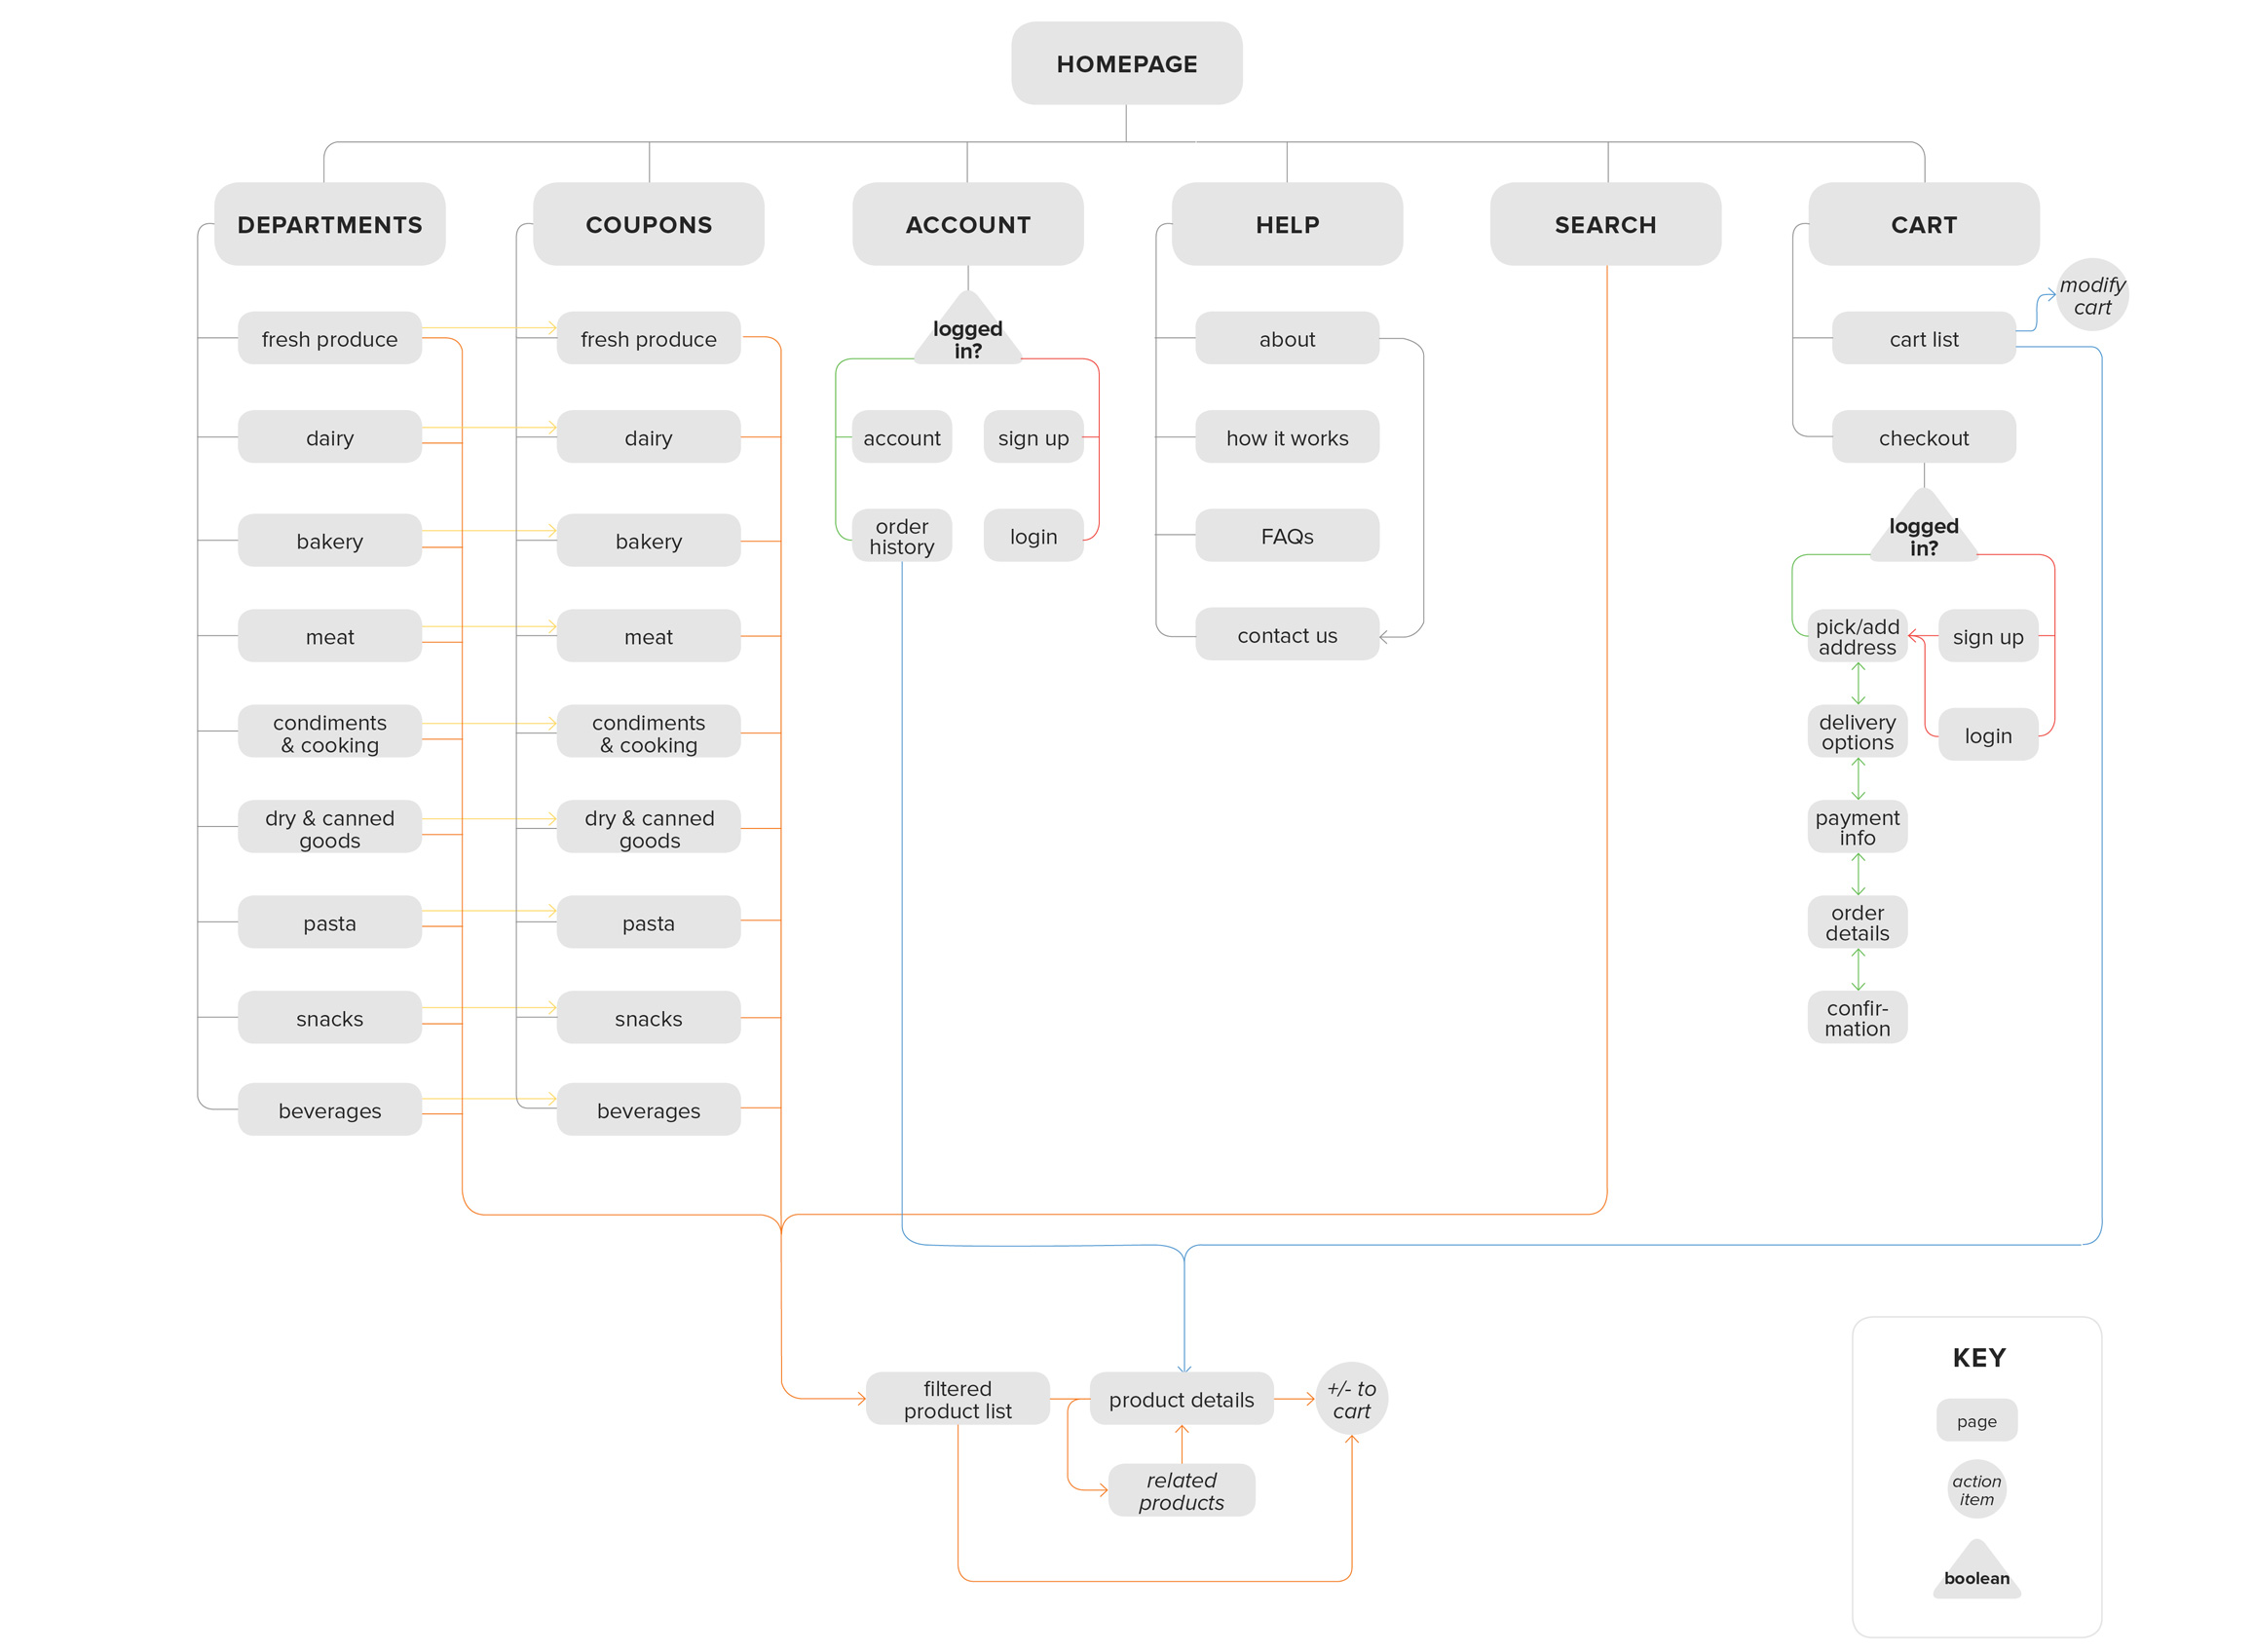 HOMEPAGE
DEPARTMENTS
COUPONS
ACCOUNT
HELP
SEARCH
CART
fresh produce
dairy
bakery
meat
condiments
& cooking
dry & canned
goods
pasta
snacks
beverages
fresh produce
dairy
bakery
meat
condiments
& cooking
dry & canned
goods
pasta
snacks
beverages
logged
in?
account
order
history
sign up
login
about
how it works
FAQs
contact us
cart list
modify
cart
checkout
logged
in?
pick/add
address
sign up
login
delivery
options
payment
info
order
details
confir-
mation
filtered
product list
product details
+/- to
cart
related
products
KEY
page
action
item
boolean